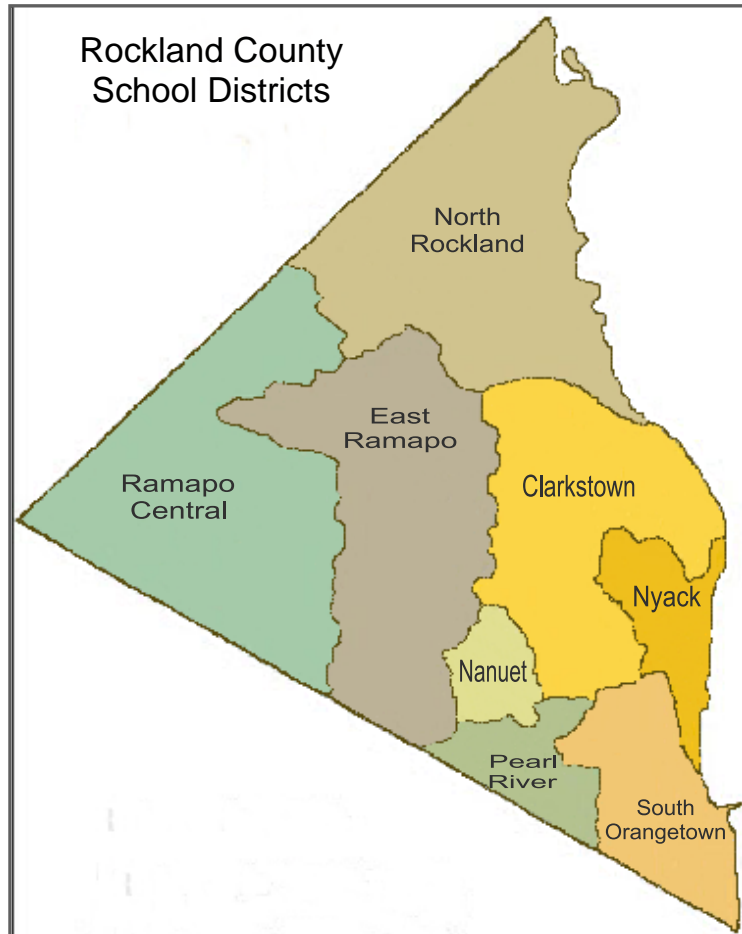 Rockland County
School Districts
North
Rockland
East
Ramapo
Ramapo
Central
Clarkstown
Nyack
Nanuet
Pearl
River
South
Orangetown